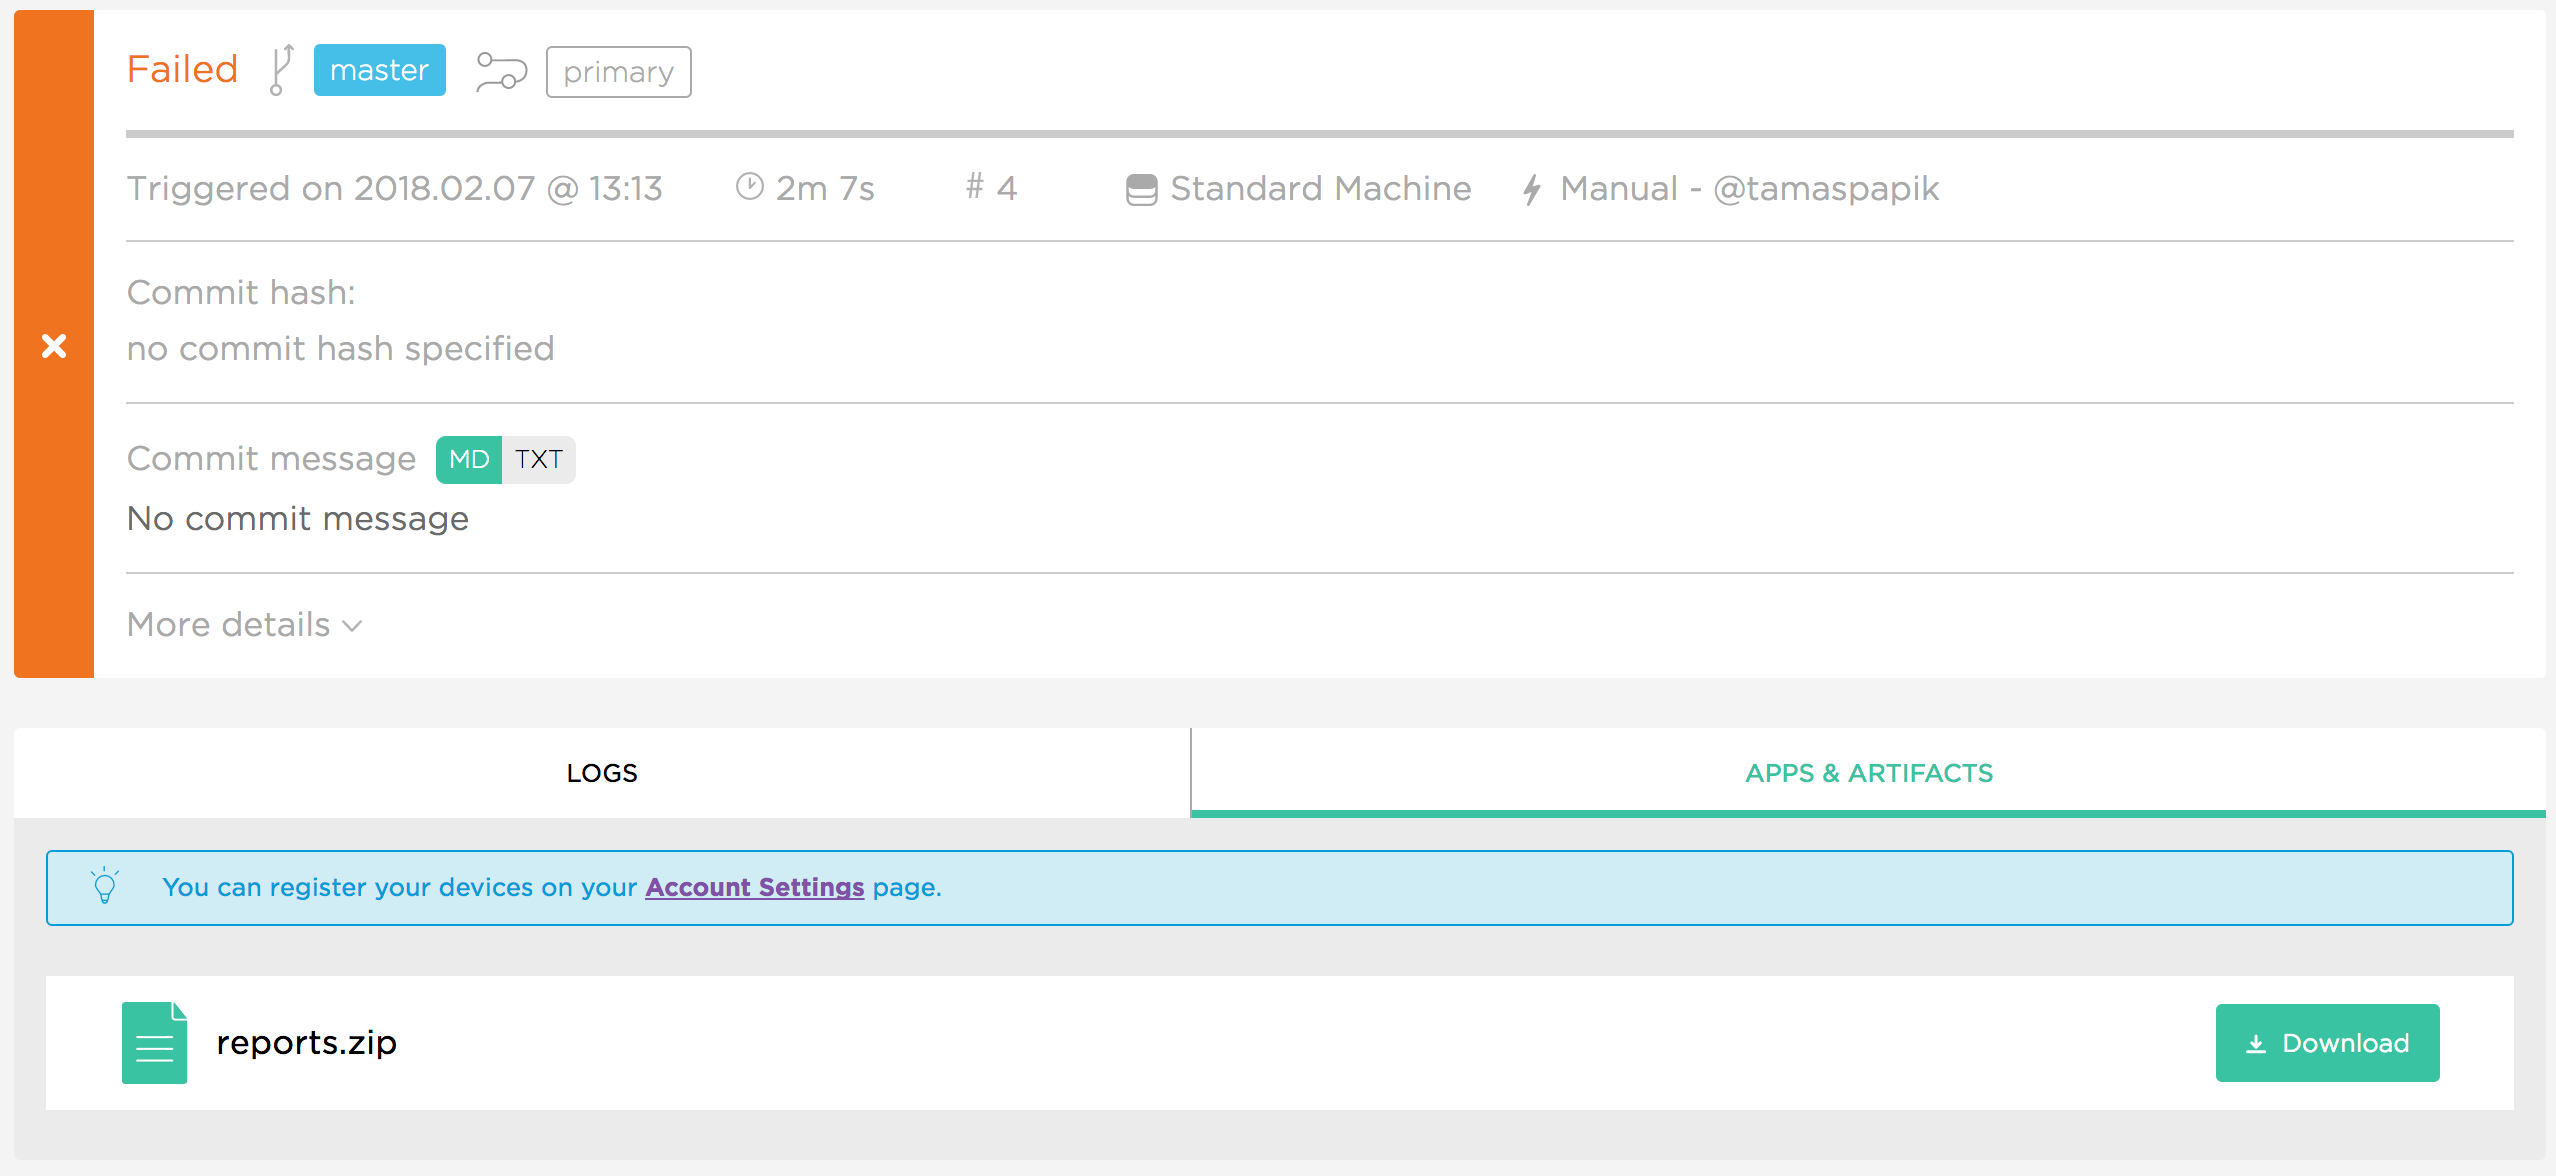 Failed master primary
Triggered on 2018.02.07 @ 13:13 2m 7s # 4 Standard Machine Manual - @tamaspapik
Commit hash:
no commit hash specified
Commit message MD TXT
No commit message
More details
LOGS APPS & ARTIFACTS
You can register your devices on your Account Settings page.
reports.zip Download